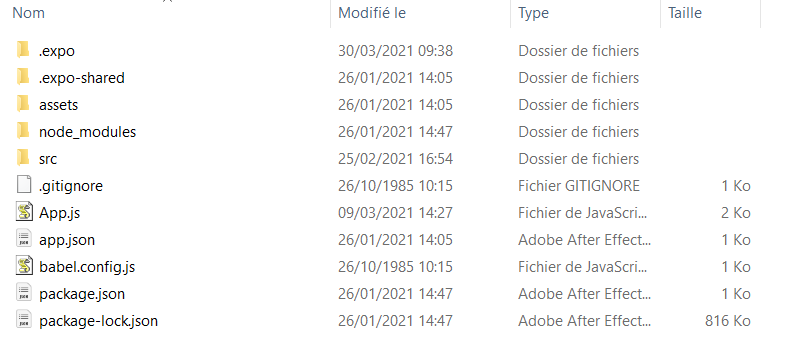 Nom Modifié le Type Taille
.expo 30/03/2021 09:38 Dossier de fichiers
.expo-shared 26/01/2021 14:05 Dossier de fichiers
assets 26/01/2021 14:05 Dossier de fichiers
node_modules 26/01/2021 14:47 Dossier de fichiers
src 25/02/2021 16:54 Dossier de fichiers
.gitignore 26/10/1985 10:15 Fichier GITIGNORE 1 Ko
App.js 09/03/2021 14:27 Fichier de JavaScri... 2 Ko
app.json 26/01/2021 14:05 Adobe After Effect... 1 Ko
babel.config.js 26/10/1985 10:15 Fichier de JavaScri... 1 Ko
package.json 26/01/2021 14:47 Adobe After Effect... 1 Ko
package-lock.json 26/01/2021 14:47 Adobe After Effect... 816 Ko